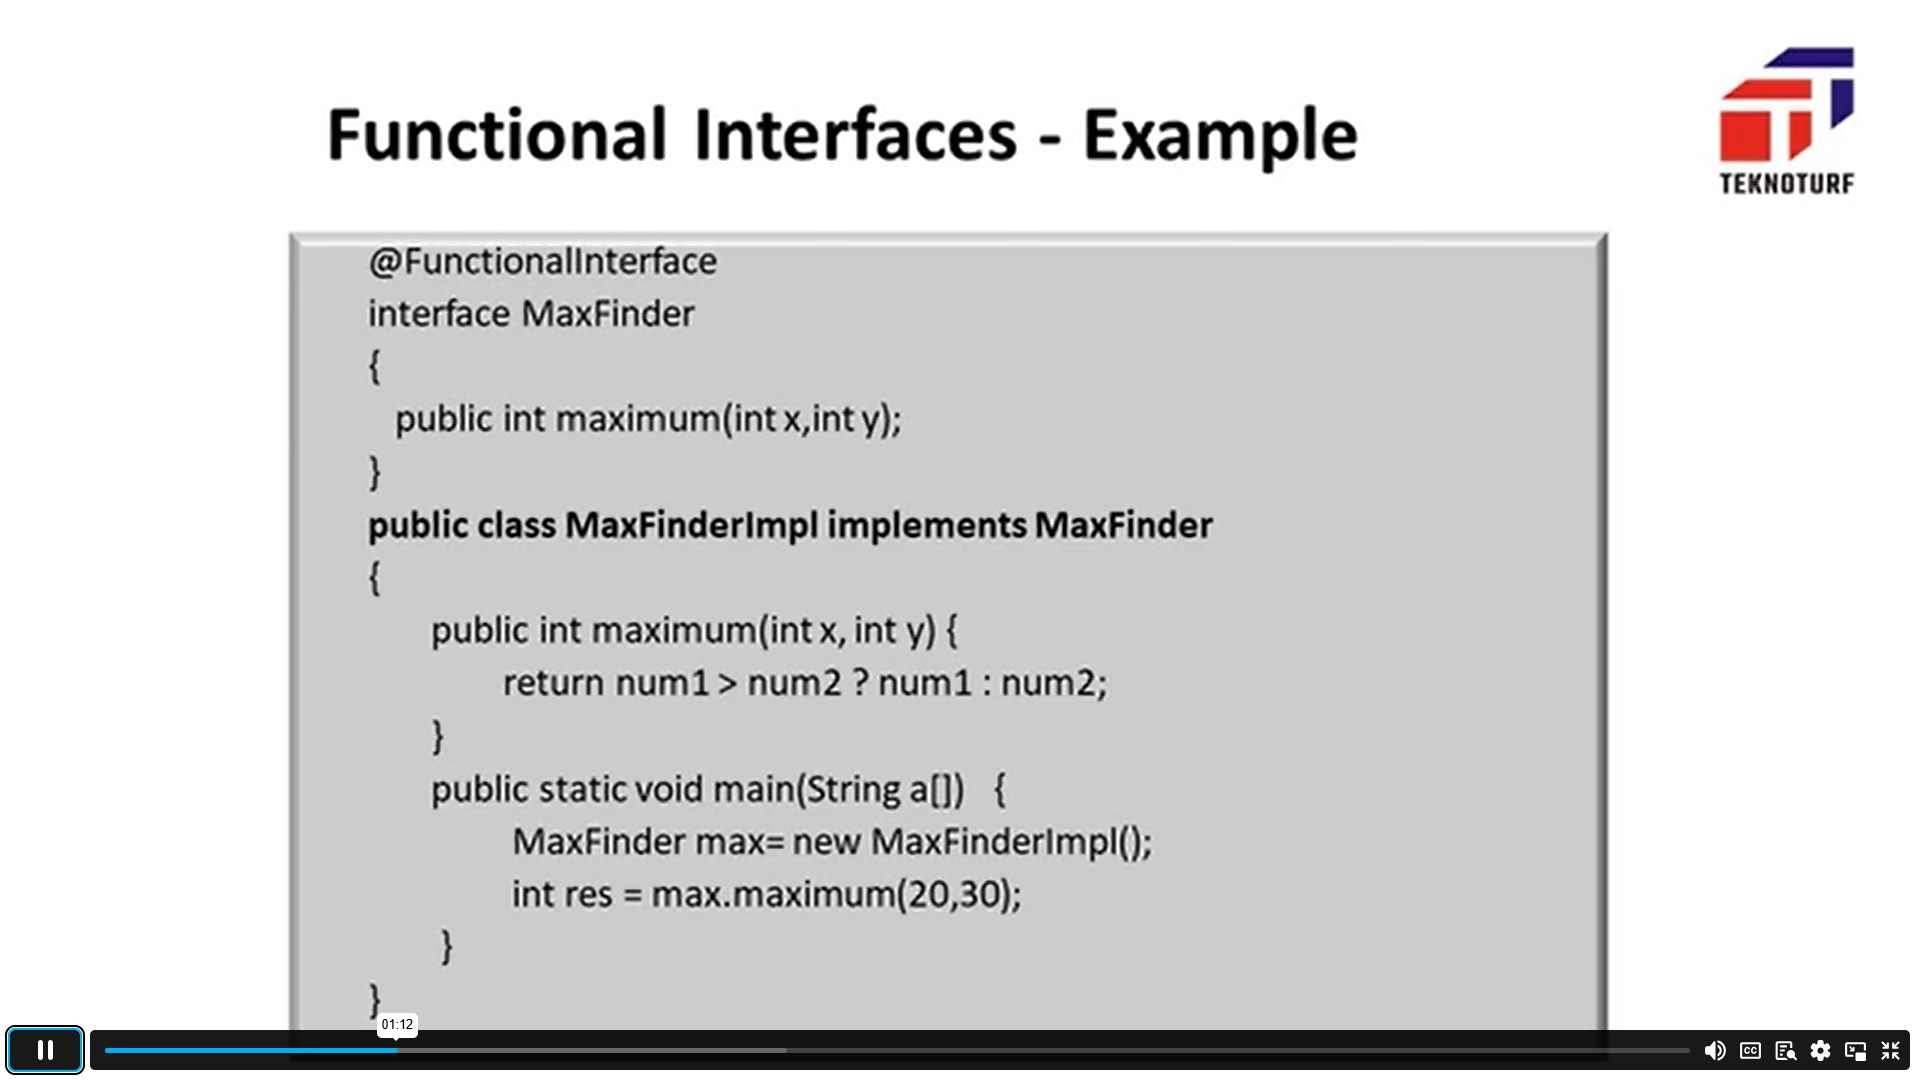 Functional Interfaces - Example
TEKNOTURF
@FunctionalInterface
interface MaxFinder
{
public int maximum(int x,int y);
}
public class MaxFinderImpl implements MaxFinder
{
public int maximum(int x, int y) {
return num1 > num2 ? num1 : num2;
}
public static void main(String a[]) {
MaxFinder max= new MaxFinderImpl();
int res = max.maximum(20,30);
}
}
01:12
CC